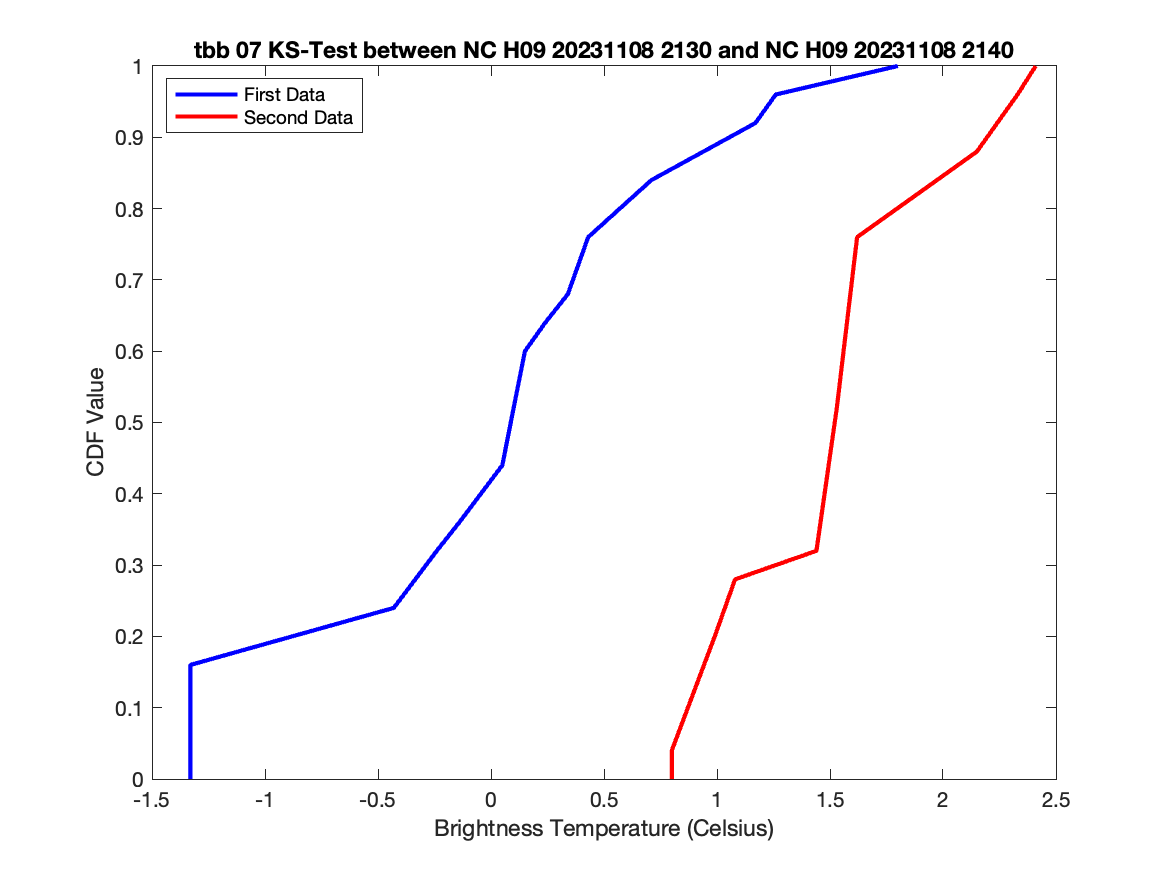 tbb 07 KS-Test between NC H09 20231108 2130 and NC H09 20231108 2140
First Data
Second Data
1
0.9
0.8
0.7
0.6
0.5
0.4
0.3
0.2
0.1
0
CDF Value
-1.5 -1 -0.5 0 0.5 1 1.5 2 2.5
Brightness Temperature (Celsius)